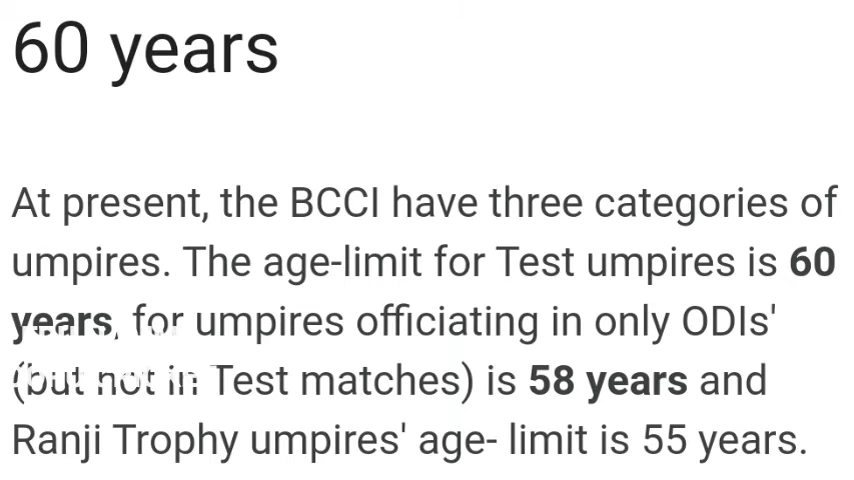 60 years
At present, the BCCI have three categories of
umpires. The age-limit for Test umpires is 60
years, for umpires officiating in only ODIs'
(but not in Test matches) is 58 years and
Ranji Trophy umpires' age- limit is 55 years.